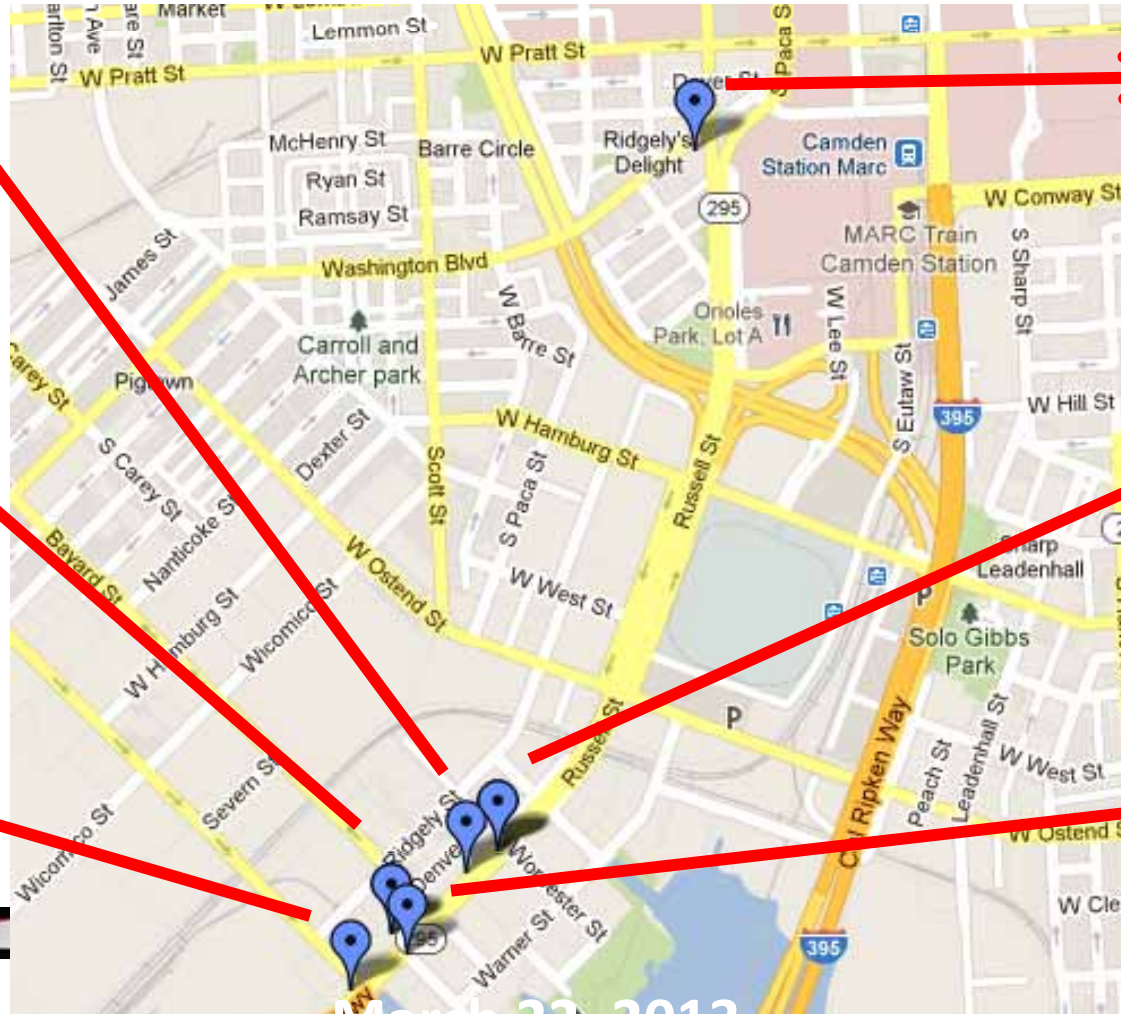 Market
Lemmon St
W Pratt St
W Pratt St
S Paca S
Dover St
McHenry St
Barre Circle
Ridgely's
Delight
Camden
Station Marc
Ryan St
Ramsay St
295
W Conway St
MARC Train
Camden Station
S Sharp St
James St
Washington Blvd
W Barre St
Orioles
Park, Lot A
W Lee St
Carroll and
Archer park
Carey St
Pigtown
S Eutaw St
395
W Hill St
Dexter St
W Hamburg St
S Carey St
Scott St
S Paca St
Russell St
Nanticoke St
Bayard St
W Ostend St
W West St
Sharp
Leadenhall
P
W Hamburg St
Wicomico St
Solo Gibbs
Park
P
Russell St
Leadenhall St
Peach St
W West St
Severn St
Ridgely St
Wicomico St
Denver
Worcester St
Cal Ripken Way
W Ostend S
W Cle
295
Warner St
395
March 22, 2013